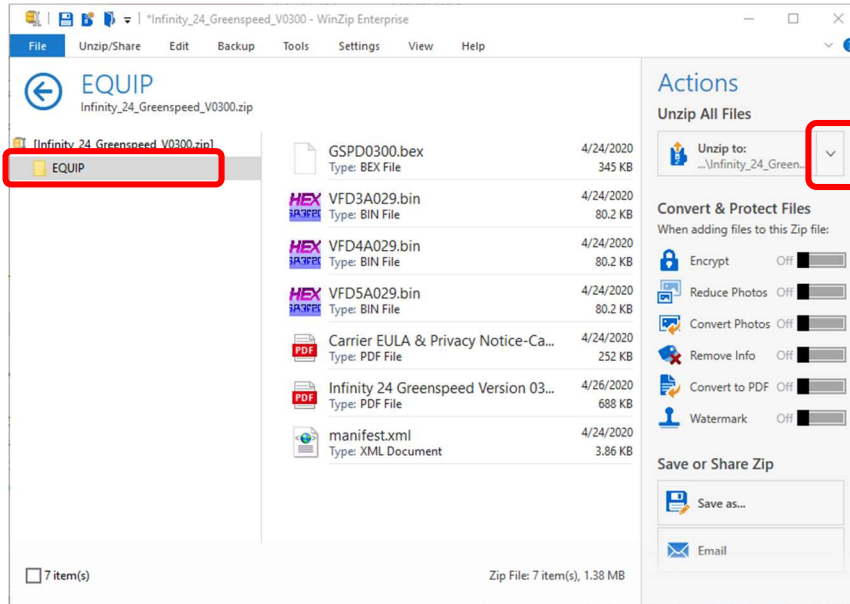 *Infinity_24_Greenspeed_V0300 - WinZip Enterprise
File Unzip/Share Edit Backup Tools Settings View Help
EQUIP
Infinity_24_Greenspeed_V0300.zip
[Infinity_24_Greenspeed_V0300.zip]
EQUIP
GSPD0300.bex 4/24/2020
Type: BEX File 345 KB
HEX VFD3A029.bin 4/24/2020
Type: BIN File 80.2 KB
HEX VFD4A029.bin 4/24/2020
Type: BIN File 80.2 KB
HEX VFD5A029.bin 4/24/2020
Type: BIN File 80.2 KB
PDF Carrier EULA & Privacy Notice-Ca... 4/24/2020
Type: PDF File 252 KB
PDF Infinity 24 Greenspeed Version 03... 4/26/2020
Type: PDF File 688 KB
manifest.xml 4/24/2020
Type: XML Document 3.86 KB
7 item(s)
Zip File: 7 item(s), 1.38 MB
Actions
Unzip All Files
Unzip to:
...\Infinity_24_Green...
Convert & Protect Files
When adding files to this Zip file:
Encrypt Off
Reduce Photos Off
Convert Photos Off
Remove Info Off
Convert to PDF Off
Watermark Off
Save or Share Zip
Save as...
Email